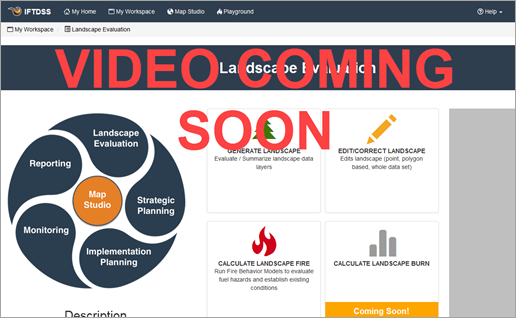 IFTDSS
My Home
My Workspace
Map Studio
Playground
Help
My Workspace
Landscape Evaluation
Landscape Evaluation
VIDEO COMING
SOON
Landscape
Evaluation
Reporting
Map
Studio
Strategic
Planning
Monitoring
Implementation
Planning
Description
GENERATE LANDSCAPE
Evaluate / Summarize landscape data
layers
EDIT/CORRECT LANDSCAPE
Edits landscape (point, polygon
based, whole data set)
CALCULATE LANDSCAPE FIRE
Run Fire Behavior Models to evaluate
fuel hazards and establish existing
conditions
CALCULATE LANDSCAPE BURN
Coming Soon!